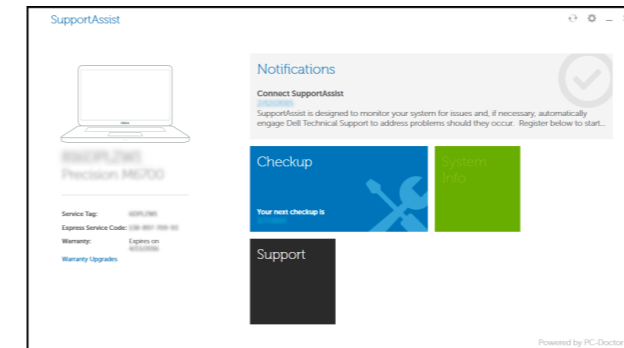 SupportAssist
Notifications
Connect SupportAssist
SupportAssist is designed to monitor your system for issues and, if necessary, automatically
engage Dell Technical Support to address problems should they occur. Register below to start...
Precision M6700
Service Tag:
Express Service Code:
Warranty:
Expires on
Warranty Upgrades
Checkup
Your next checkup is
System
Info
Support
Powered by PC-Doctor